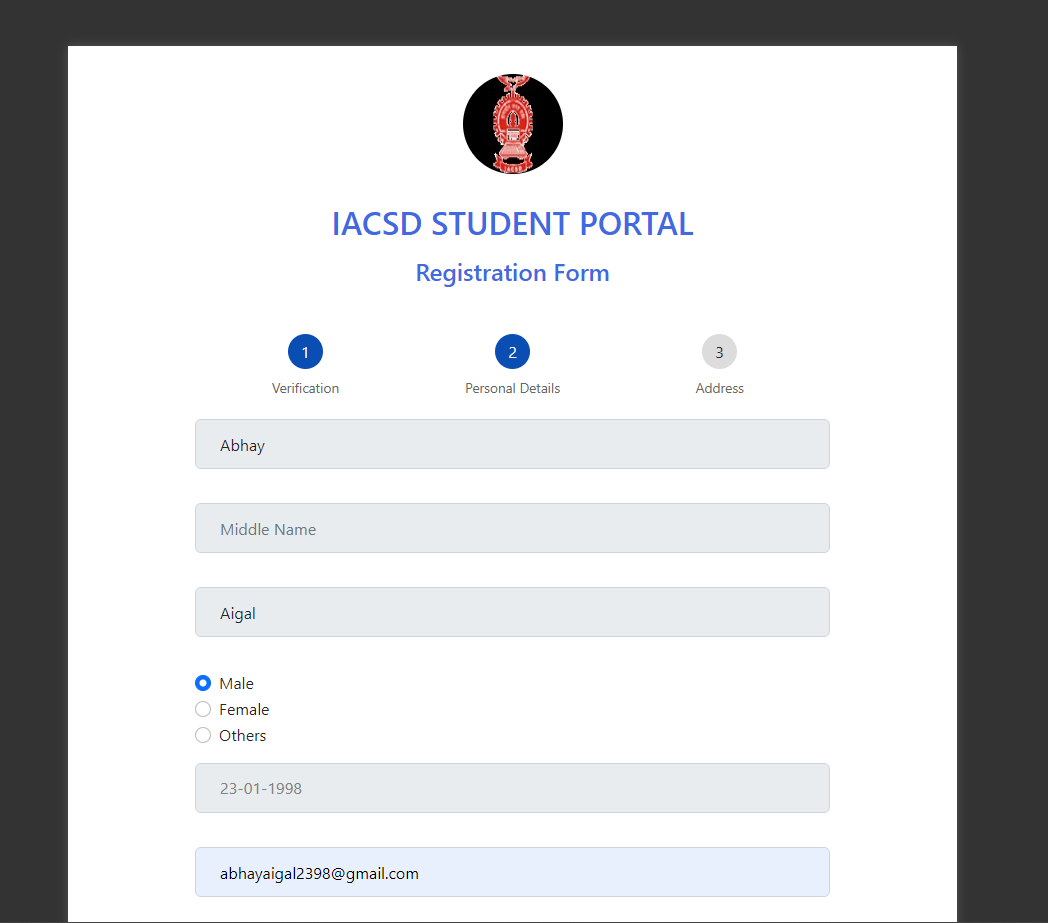 IACSD
IACSD STUDENT PORTAL
Registration Form
1
2
3
Verification
Personal Details
Address
Abhay
Middle Name
Aigal
Male
Female
Others
23-01-1998
abhayaigal2398@gmail.com